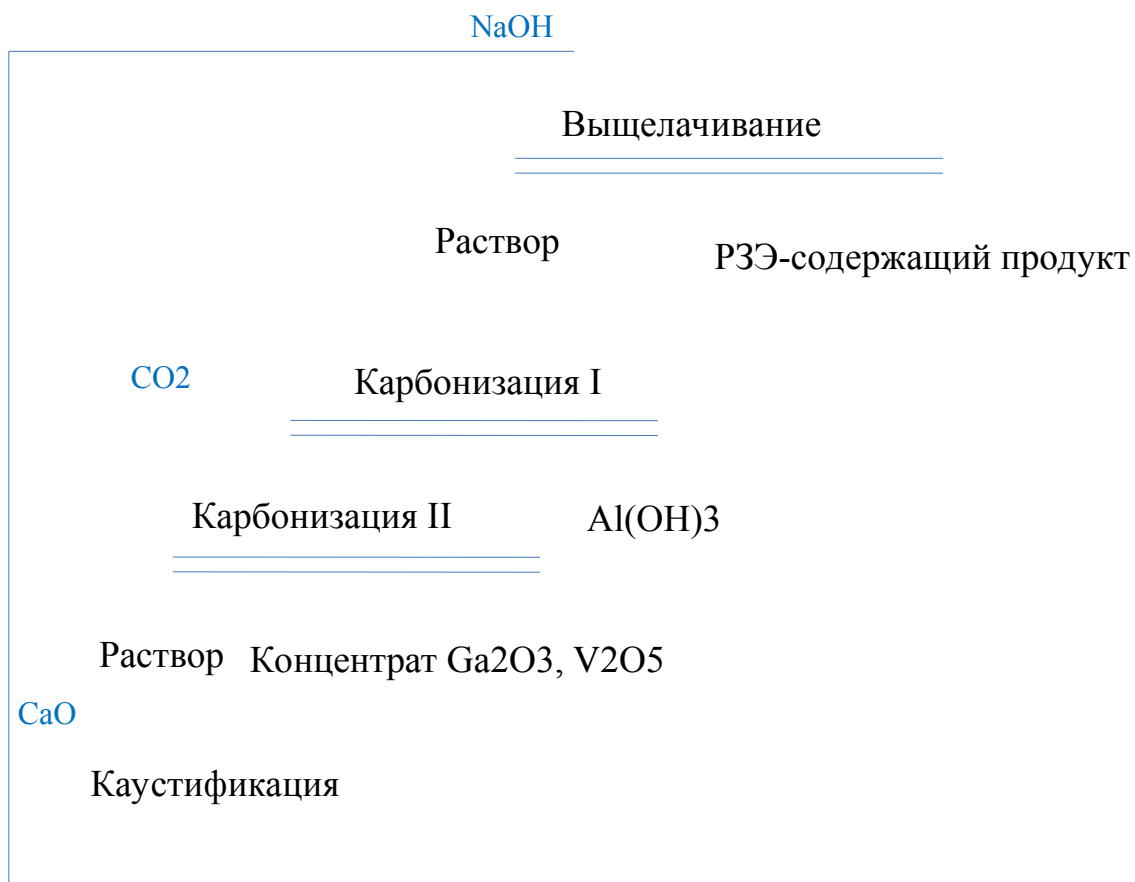 NaOH
Выщелачивание
Раствор
РЗЭ-содержащий продукт
CO2
Карбонизация I
Карбонизация II
Al(OH)3
Раствор
Концентрат Ga2O3, V2O5
CaO
Каустификация